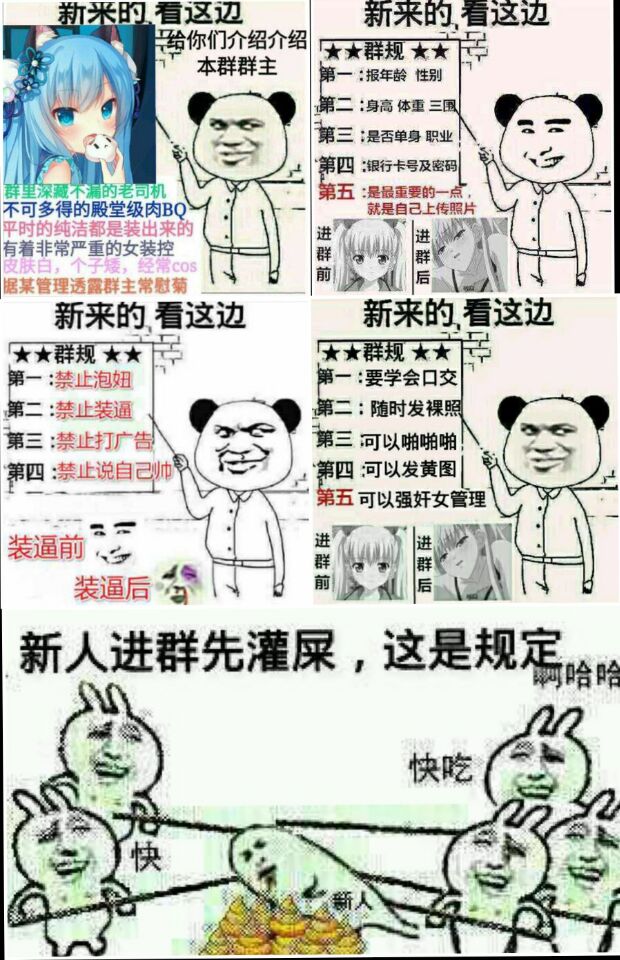 新来的 看这边
给你们介绍介绍
本群群主
群里深藏不漏的老司机
不可多得的殿堂级肉BQ
平时的纯洁都是装出来的
有着非常严重的女装控
皮肤白，个子矮，经常cos
据某管理透露群主常慰菊
新来的 看这边
★★群规 ★★
第一：报年龄 性别
第二：身高 体重 三围
第三：是否单身 职业
第四：银行卡号及密码
第五：是最重要的一点，
就是自己上传照片
进群前
进群后
新来的 看这边
★★群规 ★★
第一：禁止泡妞
第二：禁止装逼
第三：禁止打广告
第四：禁止说自己帅
装逼前
装逼后
新来的 看这边
★★群规 ★★
第一：要学会口交
第二：随时发裸照
第三：可以啪啪啪
第四：可以发黄图
第五 可以强奸女管理
进群前
进群后
新人进群先灌屎，这是规定
啊哈哈
快吃
快
新人